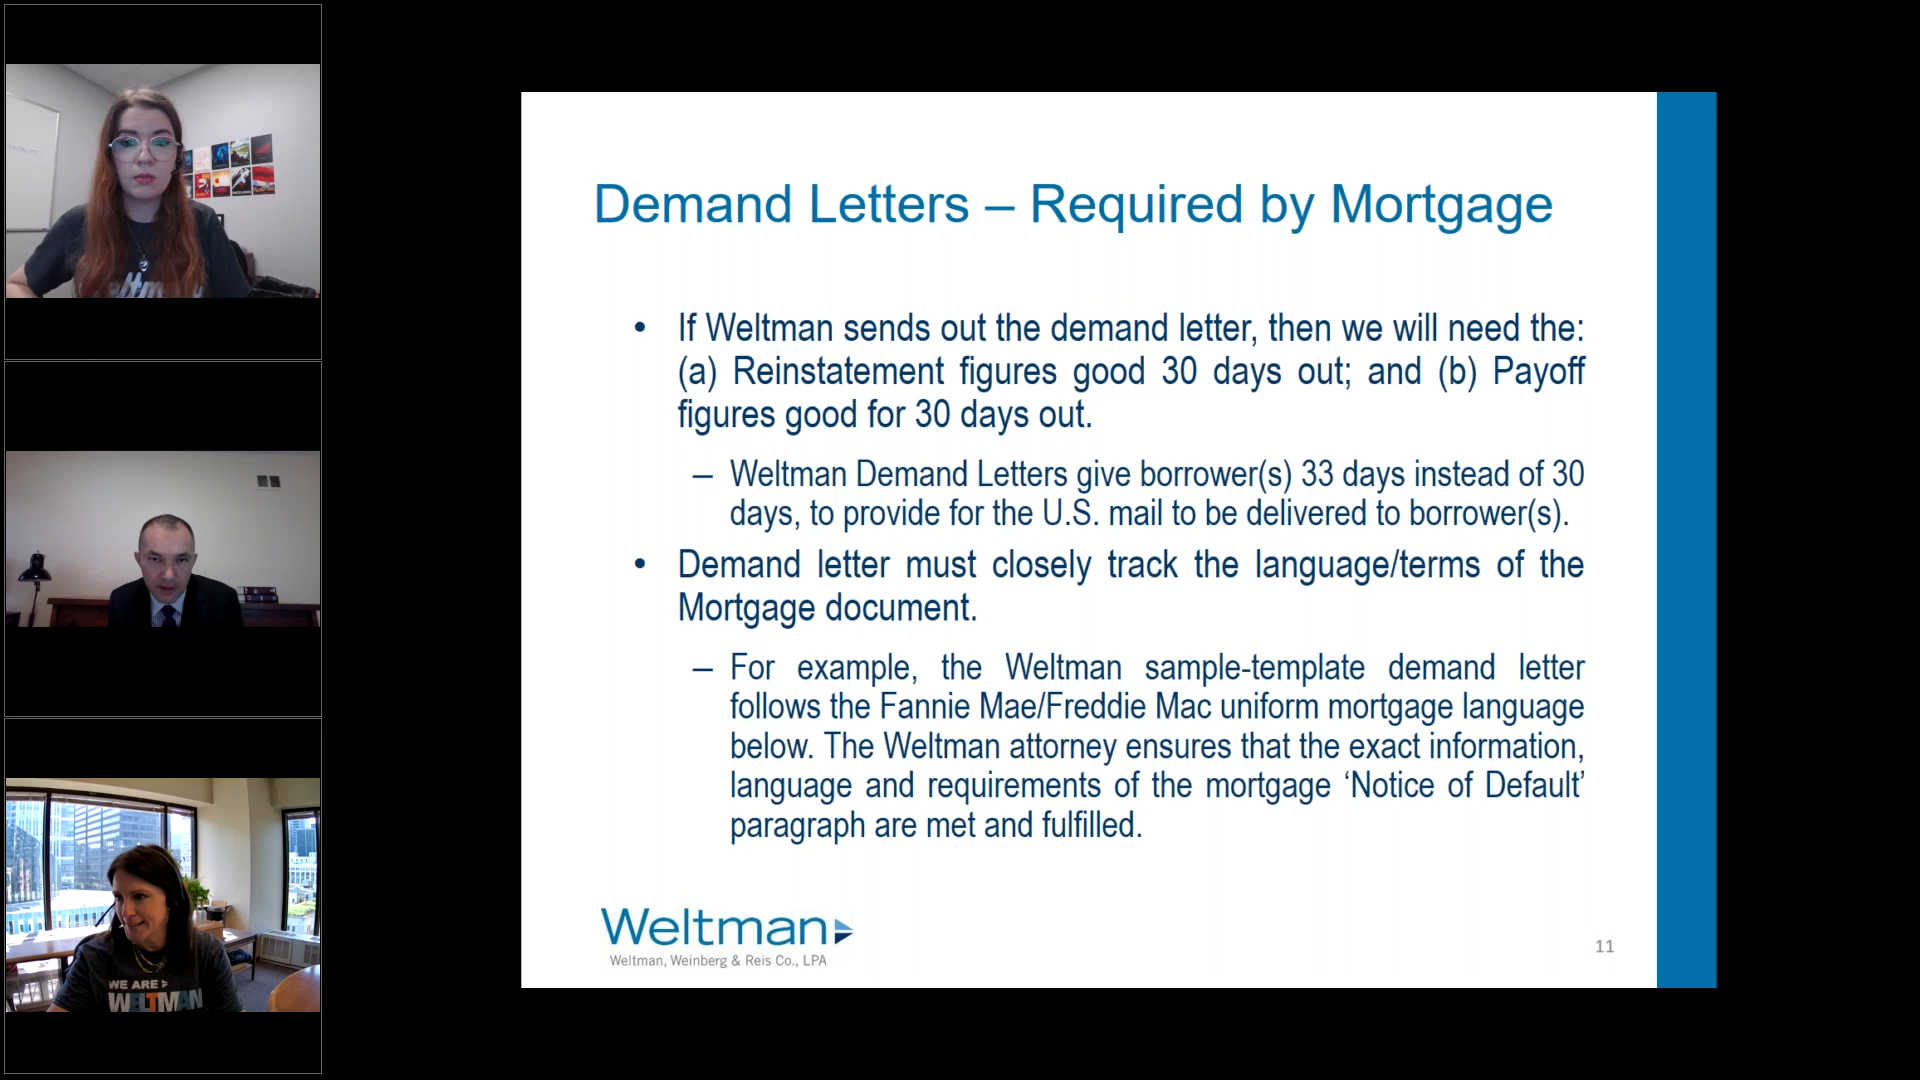 Demand Letters – Required by Mortgage
• If Weltman sends out the demand letter, then we will need the:
(a) Reinstatement figures good 30 days out; and (b) Payoff
figures good for 30 days out.
– Weltman Demand Letters give borrower(s) 33 days instead of 30
days, to provide for the U.S. mail to be delivered to borrower(s).
• Demand letter must closely track the language/terms of the
Mortgage document.
– For example, the Weltman sample-template demand letter
follows the Fannie Mae/Freddie Mac uniform mortgage language
below. The Weltman attorney ensures that the exact information,
language and requirements of the mortgage ‘Notice of Default’
paragraph are met and fulfilled.
Weltman
Weltman, Weinberg & Reis Co., LPA
11
WE ARE
WELTMAN